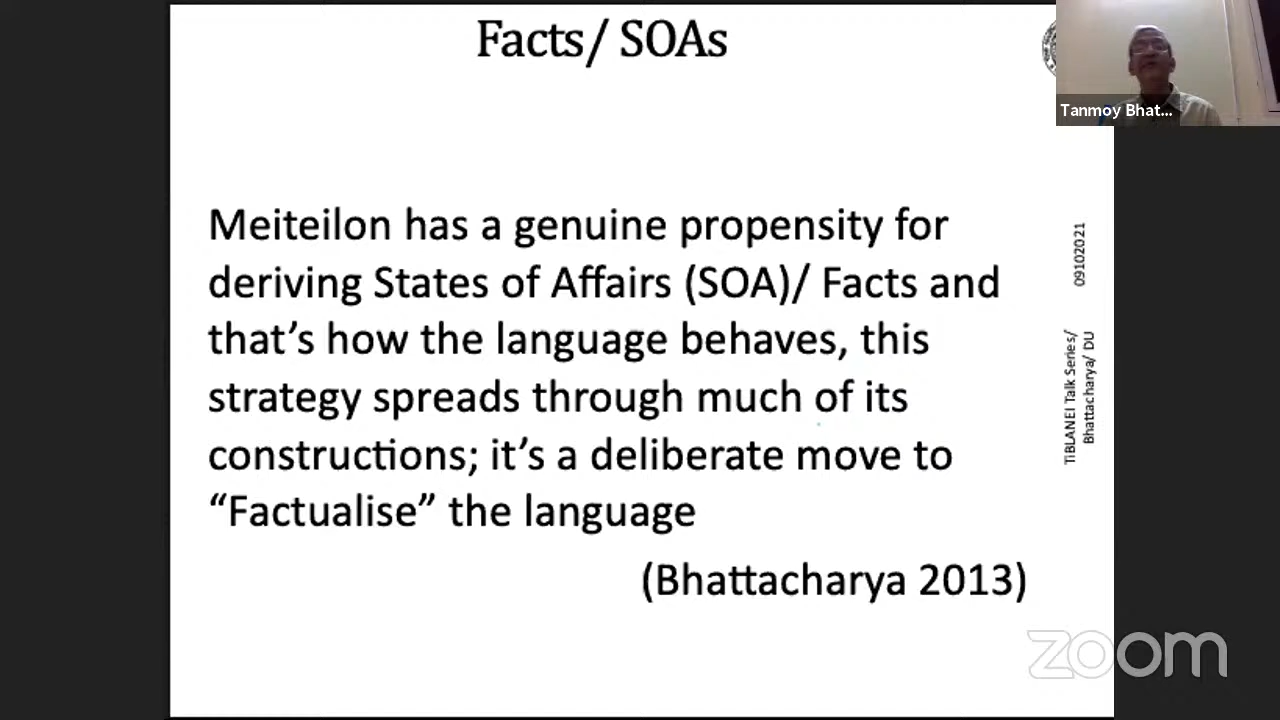 Facts/ SOAs
Tanmoy Bhat...
Meiteilon has a genuine propensity for
deriving States of Affairs (SOA)/ Facts and
that’s how the language behaves, this
strategy spreads through much of its
constructions; it’s a deliberate move to
“Factualise” the language
(Bhattacharya 2013)
09102021
TiBLANEI Talk Series/
Bhattacharya/ DU
zoom